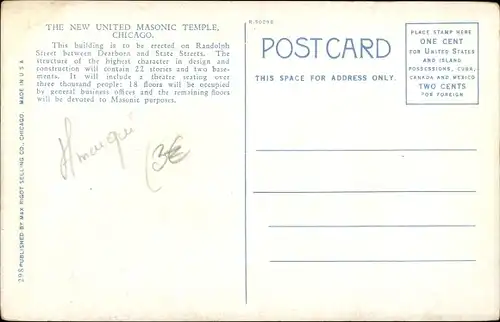 THE NEW UNITED MASONIC TEMPLE,
CHICAGO.
This building is to be erected on Randolph
Street between Dearborn and State Streets. The
structure of the highest character in design and
construction will contain 22 stories and two base-
ments. It will include a theatre seating over
three thousand people; 18 floors will be occupied
by general business offices and the remaining floors
will be devoted to Masonic purposes.
3€
298 PUBLISHED BY MAX RIGOT SELLING CO., CHICAGO. MADE IN U.S.A.
R-90298
POSTCARD
THIS SPACE FOR ADDRESS ONLY.
PLACE STAMP HERE
ONE CENT
FOR UNITED STATES
AND ISLAND
POSSESSIONS, CUBA,
CANADA AND MEXICO
TWO CENTS
FOR FOREIGN